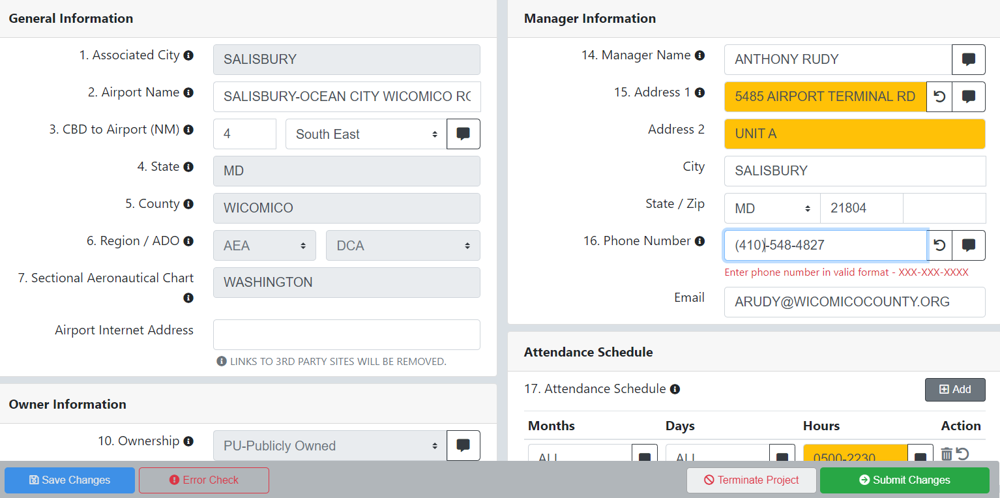 General Information
1. Associated City
SALISBURY
2. Airport Name
SALISBURY-OCEAN CITY WICOMICO
3. CBD to Airport (NM)
4
South East
4. State
MD
5. County
WICOMICO
6. Region / ADO
AEA
DCA
7. Sectional Aeronautical Chart
WASHINGTON
Airport Internet Address
LINKS TO 3RD PARTY SITES WILL BE REMOVED.
Owner Information
10. Ownership
PU-Publicly Owned
Manager Information
14. Manager Name
ANTHONY RUDY
15. Address 1
5485 AIRPORT TERMINAL RD
Address 2
UNIT A
City
SALISBURY
State / Zip
MD
21804
16. Phone Number
(410)-548-4827
Enter phone number in valid format - XXX-XXX-XXXX
Email
ARUDY@WICOMICOCOUNTY.ORG
Attendance Schedule
17. Attendance Schedule
Add
Months Days Hours Action
ALL ALL 0500-2230
Save Changes
Error Check
Terminate Project
Submit Changes